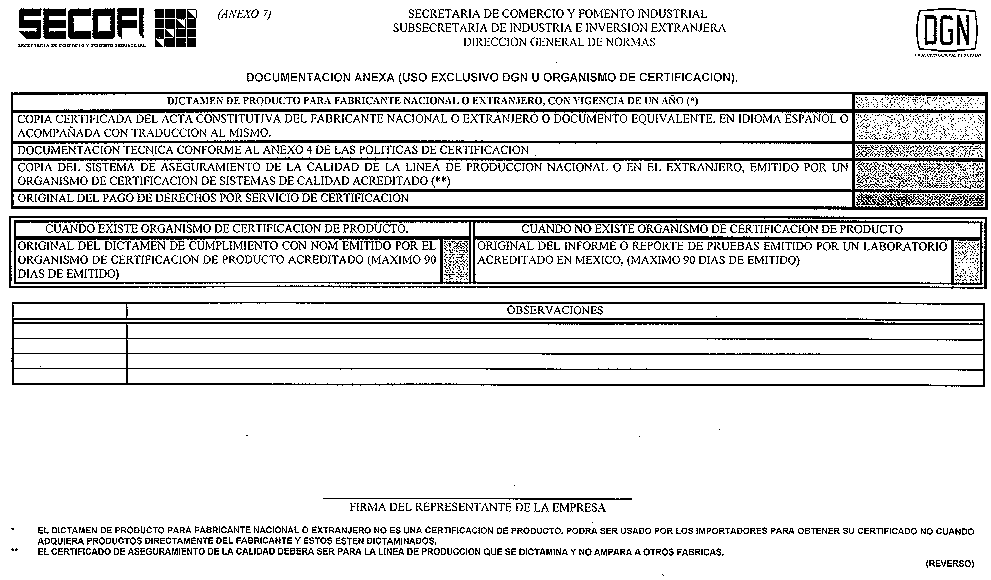 SECOFI
SECRETARIA DE COMERCIO Y FOMENTO INDUSTRIAL
(ANEXO 7)
SECRETARIA DE COMERCIO Y FOMENTO INDUSTRIAL
SUBSECRETARIA DE INDUSTRIA E INVERSION EXTRANJERA
DIRECCION GENERAL DE NORMAS
DGN
DOCUMENTACION ANEXA (USO EXCLUSIVO DGN U ORGANISMO DE CERTIFICACION).
DICTAMEN DE PRODUCTO PARA FABRICANTE NACIONAL O EXTRANJERO, CON VIGENCIA DE UN AÑO (*)
COPIA CERTIFICADA DEL ACTA CONSTITUTIVA DEL FABRICANTE NACIONAL O EXTRANJERO O DOCUMENTO EQUIVALENTE, EN IDIOMA ESPAÑOL O
ACOMPAÑADA CON TRADUCCION AL MISMO.
DOCUMENTACION TECNICA CONFORME AL ANEXO 4 DE LAS POLITICAS DE CERTIFICACION
COPIA DEL SISTEMA DE ASEGURAMIENTO DE LA CALIDAD DE LA LINEA DE PRODUCCION NACIONAL O EN EL EXTRANJERO, EMITIDO POR UN
ORGANISMO DE CERTIFICACION DE SISTEMAS DE CALIDAD ACREDITADO (**)
ORIGINAL DEL PAGO DE DERECHOS POR SERVICIO DE CERTIFICACION
CUANDO EXISTE ORGANISMO DE CERTIFICACION DE PRODUCTO.
ORIGINAL DEL DICTAMEN DE CUMPLIMIENTO CON NOM EMITIDO POR EL
ORGANISMO DE CERTIFICACION DE PRODUCTO ACREDITADO (MAXIMO 90
DIAS DE EMITIDO)
CUANDO NO EXISTE ORGANISMO DE CERTIFICACION DE PRODUCTO
ORIGINAL DEL INFORME O REPORTE DE PRUEBAS EMITIDO POR UN LABORATORIO
ACREDITADO EN MEXICO, (MAXIMO 90 DIAS DE EMITIDO)
OBSERVACIONES
FIRMA DEL REPRESENTANTE DE LA EMPRESA
* EL DICTAMEN DE PRODUCTO PARA FABRICANTE NACIONAL O EXTRANJERO NO ES UNA CERTIFICACION DE PRODUCTO, PODRA SER USADO POR LOS IMPORTADORES PARA OBTENER SU CERTIFICADO NO CUANDO
ADQUIERA PRODUCTOS DIRECTAMENTE DEL FABRICANTE Y ESTOS ESTEN DICTAMINADOS.
** EL CERTIFICADO DE ASEGURAMIENTO DE LA CALIDAD DEBERA SER PARA LA LINEA DE PRODUCCION QUE SE DICTAMINA Y NO AMPARA A OTROS FABRICAS.
(REVERSO)